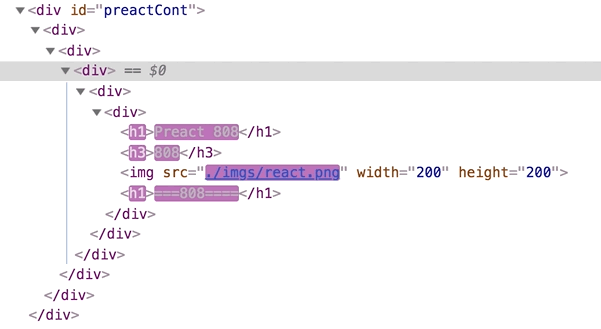 <div id="preactCont">
<div>
<div>
<div> == $0
<div>
<div>
<h1>Preact 808</h1>
<h3>808</h3>
<img src="./imgs/react.png" width="200" height="200">
<h1>===808====</h1>
</div>
</div>
</div>
</div>
</div>
</div>